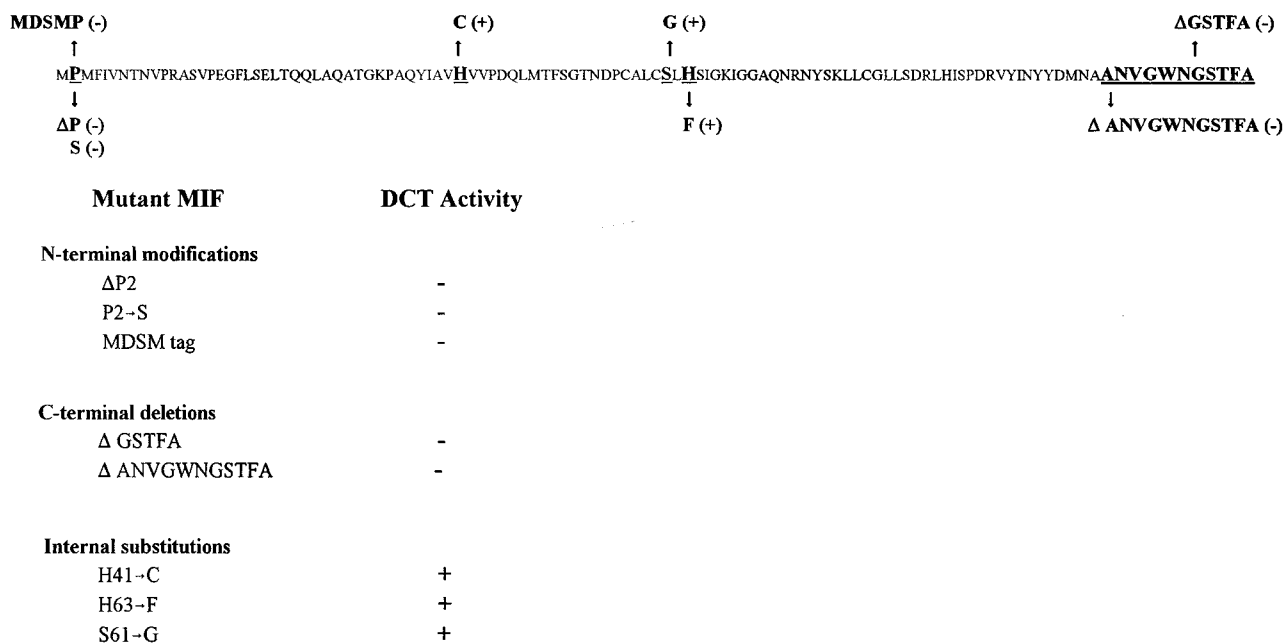 MDSMP (-) C (+) G (+) ΔGSTFA (-)
↑ ↑ ↑ ↑
MPMFIVNTNVPRASVPEGFLSELTQQLAQATGKPAQYIAVHVVPDQLMTFSGTNDPCALCSLHSIGKIGGAQNRNYSKLLCGLLSDRLHISPDRVYINYYDMNAANVGWNGSTFA
↓ ↓ ↓
ΔP (-) F (+) Δ ANVGWNGSTFA (-)
S (-)
Mutant MIF DCT Activity
N-terminal modifications
ΔP2 -
P2→S -
MDSM tag -
C-terminal deletions
Δ GSTFA -
Δ ANVGWNGSTFA -
Internal substitutions
H41→C +
H63→F +
S61→G +